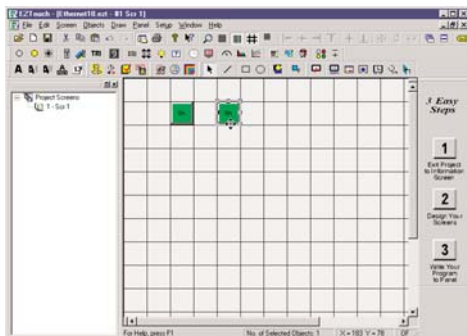 EZTouch - [Ethernet10.ezt - #1 Scr 1]
File Edit Screen Objects Draw Panel Setup Window Help
Project Screens
1 - Scr 1
3 Easy
Steps
1
Exit Project
to Information
Screen
2
Design Your
Screens
3
Write Your
Program
to Panel
For Help, press F1
No. of Selected Objects: 1
X = 183 Y = 78